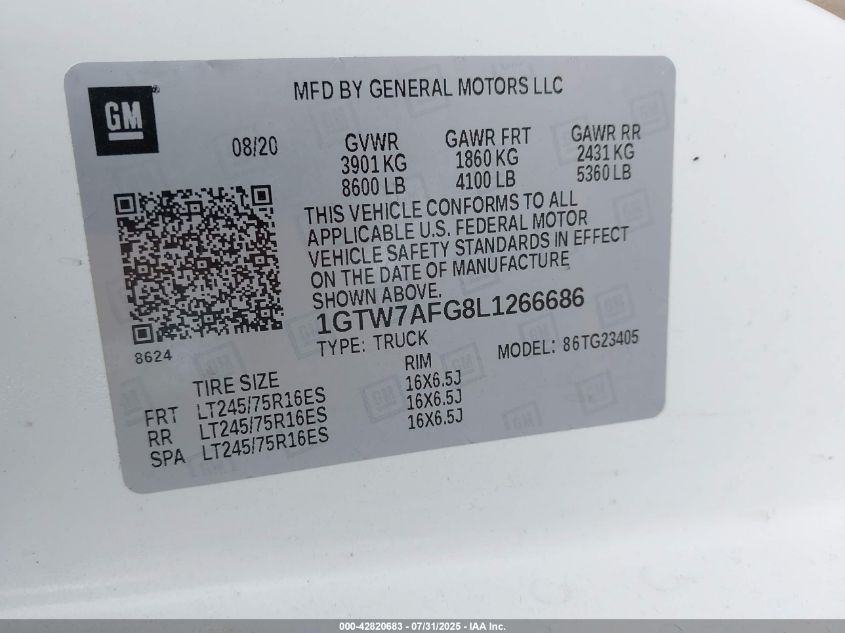 MFD BY GENERAL MOTORS LLC
GM
08/20
GVWR
3901 KG
8600 LB
GAWR FRT
1860 KG
4100 LB
GAWR RR
2431 KG
5360 LB
THIS VEHICLE CONFORMS TO ALL
APPLICABLE U.S. FEDERAL MOTOR
VEHICLE SAFETY STANDARDS IN EFFECT
ON THE DATE OF MANUFACTURE
SHOWN ABOVE.
1GTW7AFG8L1266686
8624
TYPE: TRUCK
MODEL: 86TG23405
TIRE SIZE RIM
FRT LT245/75R16ES 16X6.5J
RR LT245/75R16ES 16X6.5J
SPA LT245/75R16ES 16X6.5J
000-42820683 - 07/31/2025 - IAA Inc.